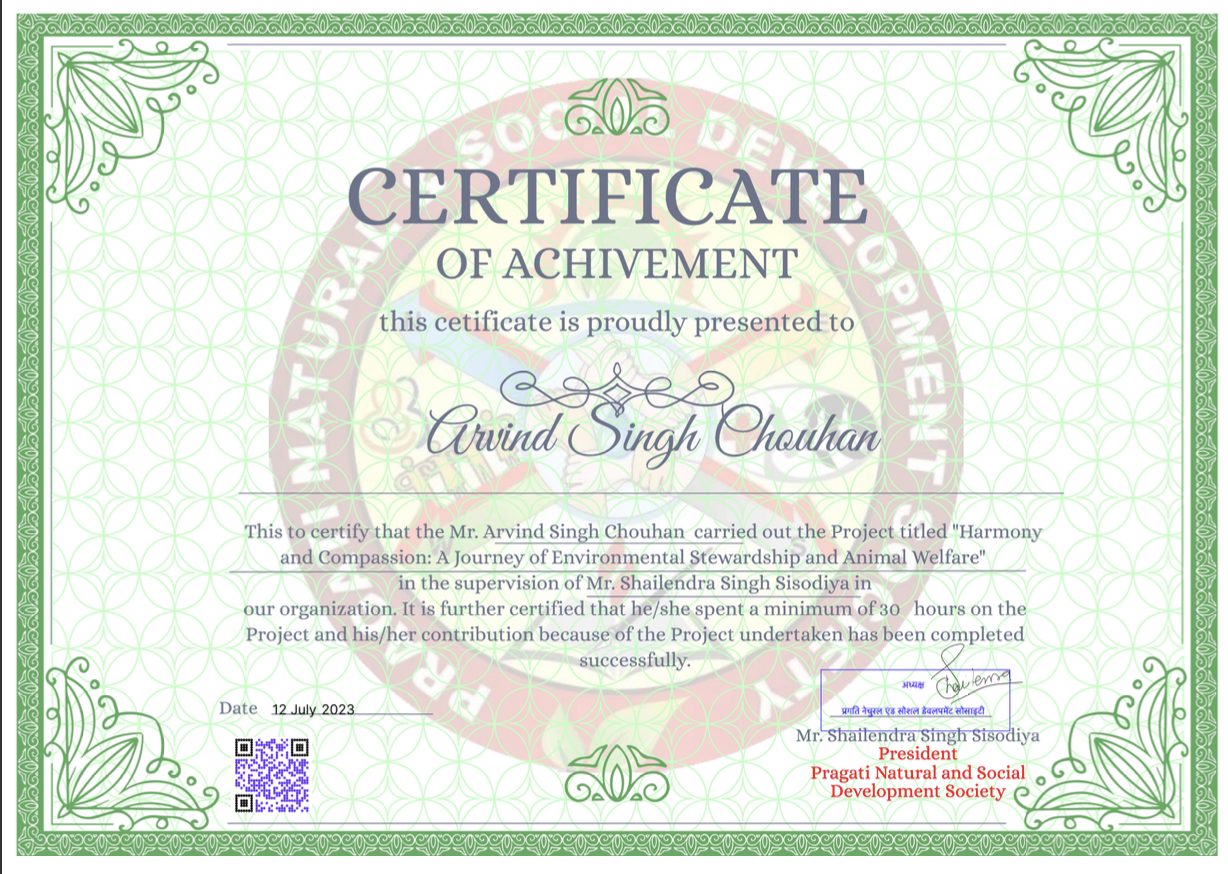 CERTIFICATE
OF ACHIVEMENT
this cetificate is proudly presented to
Arvind Singh Chouhan
This to certify that the Mr. Arvind Singh Chouhan carried out the Project titled "Harmony
and Compassion: A Journey of Environmental Stewardship and Animal Welfare"
in the supervision of Mr. Shailendra Singh Sisodiya in
our organization. It is further certified that he/she spent a minimum of 30 hours on the
Project and his/her contribution because of the Project undertaken has been completed
successfully.
Date 12 July 2023
अध्यक्ष
प्रगति नेचुरल एंड सोशल डेवलपमेंट सोसाइटी
Mr. Shailendra Singh Sisodiya
President
Pragati Natural and Social
Development Society